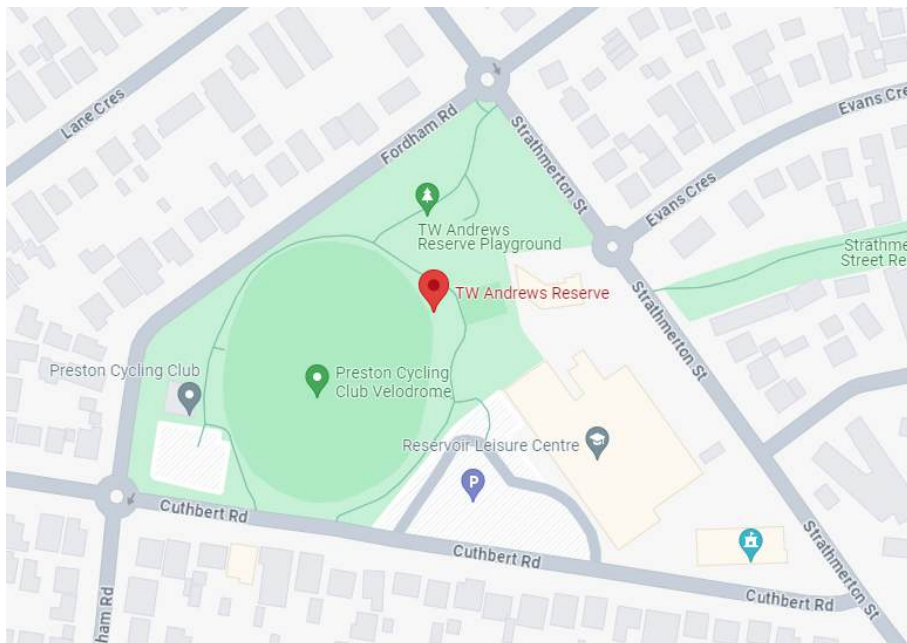 Lane Cres
Fordham Rd
Strathmerton St
Evans Cre
Evans Cres
TW Andrews
Reserve Playground
Strathme
Street Re
TW Andrews Reserve
Strathmerton St
Preston Cycling Club
Preston Cycling
Club Velodrome
Reservoir Leisure Centre
P
Cuthbert Rd
Strathmerton St
Cuthbert Rd
Cuthbert Rd
ham Rd